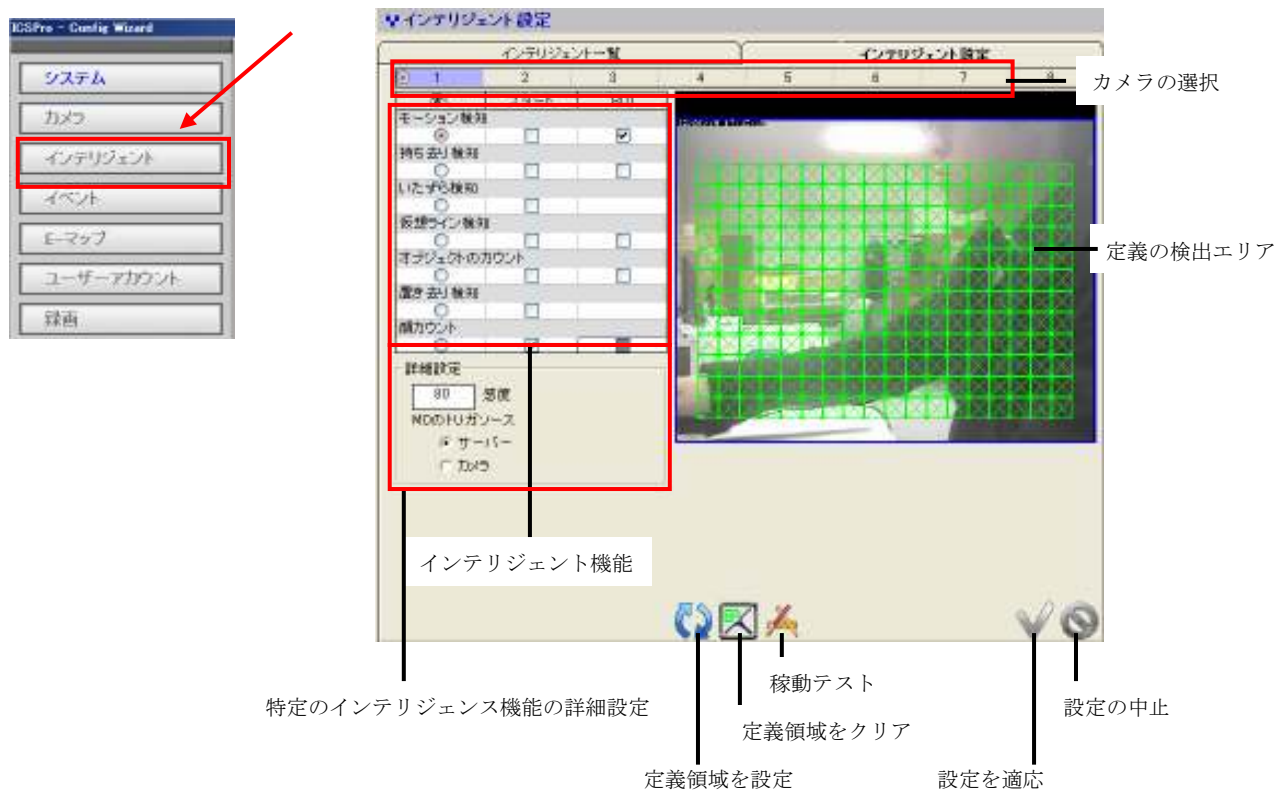 ICSPro - Config Wizard
システム
カメラ
インテリジェント
イベント
E-マップ
ユーザーアカウント
録画
インテリジェント設定
インテリジェント一覧
インテリジェント設定
1 2 3 4 5 6 7 8
カメラの選択
モーション検知
持ち去り検知
いたずら検知
仮想ライン検知
オブジェクトのカウント
置き去り検知
顔カウント
定義の検出エリア
詳細設定
80 感度
MDのトリガソース
サーバー
カメラ
インテリジェント機能
特定のインテリジェンス機能の詳細設定
稼動テスト
定義領域をクリア
定義領域を設定
設定を適応
設定の中止